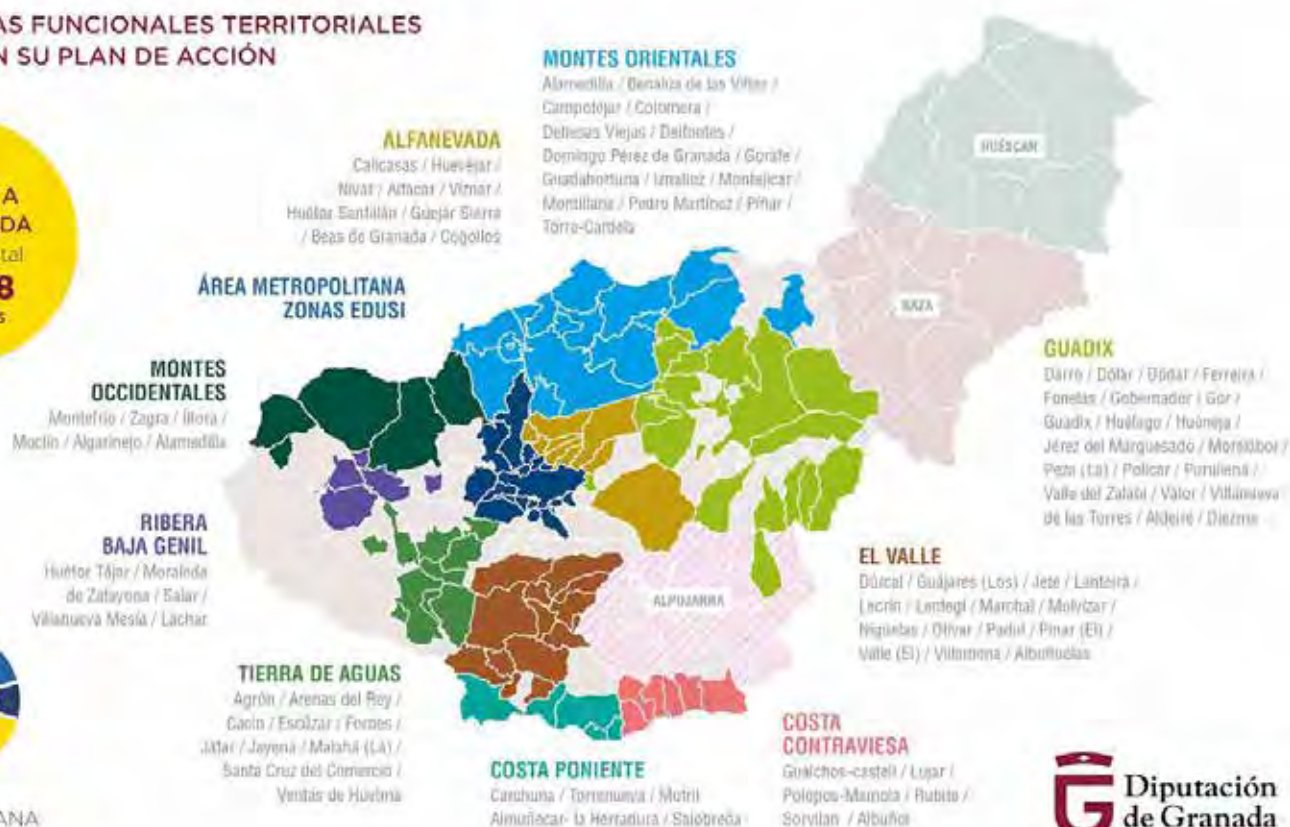 AS FUNCIONALES TERRITORIALES
N SU PLAN DE ACCIÓN
A
DA
tal
8
s
MONTES ORIENTALES
Alamedilla / Benalúa de las Villas /
Campotéjar / Colomera /
Dehesas Viejas / Deifontes /
Domingo Pérez de Granada / Gorafe /
Guadahortuna / Iznalloz / Montejícar /
Montillana / Pedro Martínez / Píñar /
Torre-Cardela
ALFANEVADA
Calicasas / Huevéjar /
Nívar / Alfacar / Víznar /
Huétor Santillán / Guejar Sierra
/ Beas de Granada / Cogollos
ÁREA METROPOLITANA
ZONAS EDUSI
MONTES
OCCIDENTALES
Montefrío / Zagra / Íllora /
Moclín / Algarinejo / Alamedilla
RIBERA
BAJA GENIL
Huétor Tájar / Moraleda
de Zafayona / Salar /
Villanueva Mesía / Láchar
TIERRA DE AGUAS
Agrón / Arenas del Rey /
Cacín / Escúzar / Fornes /
Játar / Jayena / Malahá (La) /
Santa Cruz del Comercio /
Ventas de Huelma
COSTA PONIENTE
Carchuna / Torrenueva / Motril
Almuñecar- la Herradura / Salobreña
COSTA
CONTRAVIESA
Gualchos-castell / Lujar /
Polopos-Mamola / Rubite /
Sorvilan / Albuñol
EL VALLE
Dúrcal / Guájares (Los) / Jete / Lanteira /
Lecrín / Lentegí / Marchal / Molvízar /
Nigüelas / Otívar / Padul / Pinar (El) /
Valle (El) / Villamena / Albuñuelas
GUADIX
Darro / Dólar / Dúdar / Ferreira /
Fonelas / Gobernador / Gor /
Guadix / Huélago / Huéneja /
Jérez del Marquesado / Morelábor /
Peza (La) / Polícar / Purullena /
Valle del Zalabí / Válor / Villanueva
de las Torres / Aldeire / Diezma
HUÉSCAR
BAZA
ALPUJARRA
ANA
Diputación
de Granada